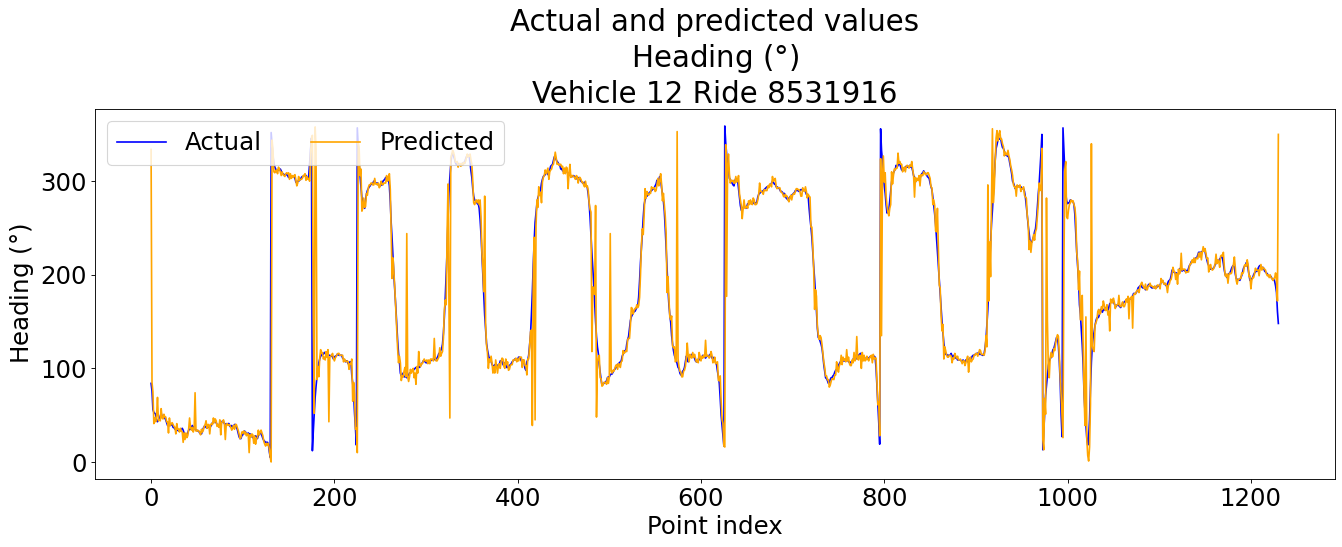 Actual and predicted values
Heading (°)
Vehicle 12 Ride 8531916
Actual Predicted
Heading (°)
300
200
100
0
0 200 400 600 800 1000 1200
Point index